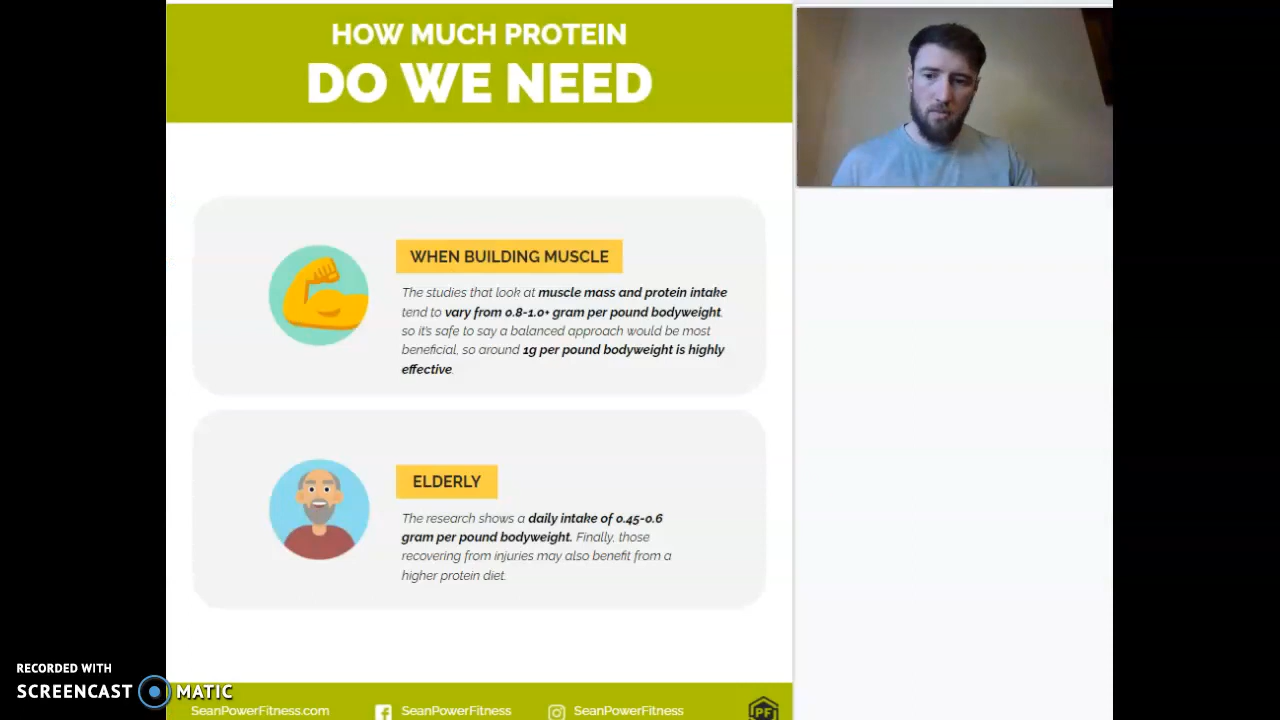 HOW MUCH PROTEIN
DO WE NEED
WHEN BUILDING MUSCLE
The studies that look at muscle mass and protein intake
tend to vary from 0.8-1.0+ gram per pound bodyweight,
so it's safe to say a balanced approach would be most
beneficial, so around 1g per pound bodyweight is highly
effective.
ELDERLY
The research shows a daily intake of 0.45-0.6
gram per pound bodyweight. Finally, those
recovering from injuries may also benefit from a
higher protein diet.
RECORDED WITH
SCREENCAST MATIC
SeanPowerFitness.com
SeanPowerFitness
SeanPowerFitness
PF